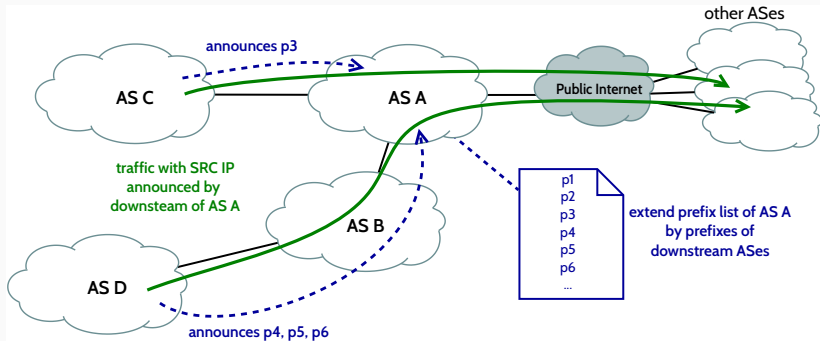 other ASes
announces p3
AS C
AS A
Public Internet
traffic with SRC IP
announced by
downsteam of AS A
p1
p2
p3
p4
p5
p6
...
extend prefix list of AS A
by prefixes of
downstream ASes
AS B
AS D
announces p4, p5, p6